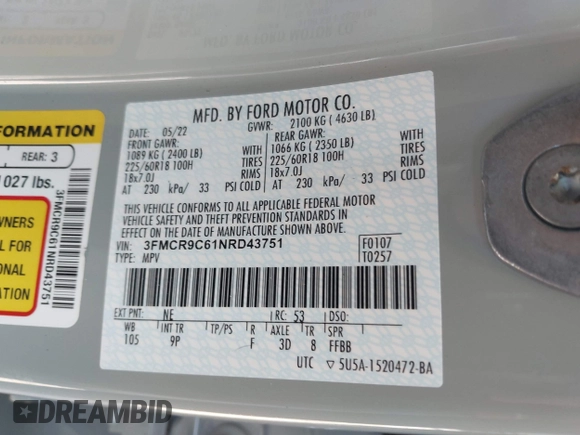 MFD. BY FORD MOTOR CO.
DATE: 05/22 GVWR: 2100 KG ( 4630 LB)
FRONT GAWR: REAR GAWR:
1089 KG ( 2400 LB) WITH 1066 KG ( 2350 LB) WITH
225/60R18 100H TIRES 225/60R18 100H TIRES
18x7.0J RIMS 18x7.0J RIMS
AT 230 kPa/ 33 PSI COLD AT 230 kPa/ 33 PSI COLD
THIS VEHICLE CONFORMS TO ALL APPLICABLE FEDERAL MOTOR
VEHICLE SAFETY AND THEFT PREVENTION STANDARDS IN
EFFECT ON THE DATE OF MANUFACTURE SHOWN ABOVE.
VIN: 3FMCR9C61NRD43751 F0107
TYPE: MPV T0257
EXT PNT: NE RC: 53 DSO:
WB INT TR TP/PS R AXLE TR SPR
105 9P F 3D 8 FFBB
UTC ▽ 5U5A-1520472-BA
FORMATION
REAR: 3
1027 lbs.
WNERS
L FOR
ONAL
3FMCR9C61NRD43751
DREAMBID